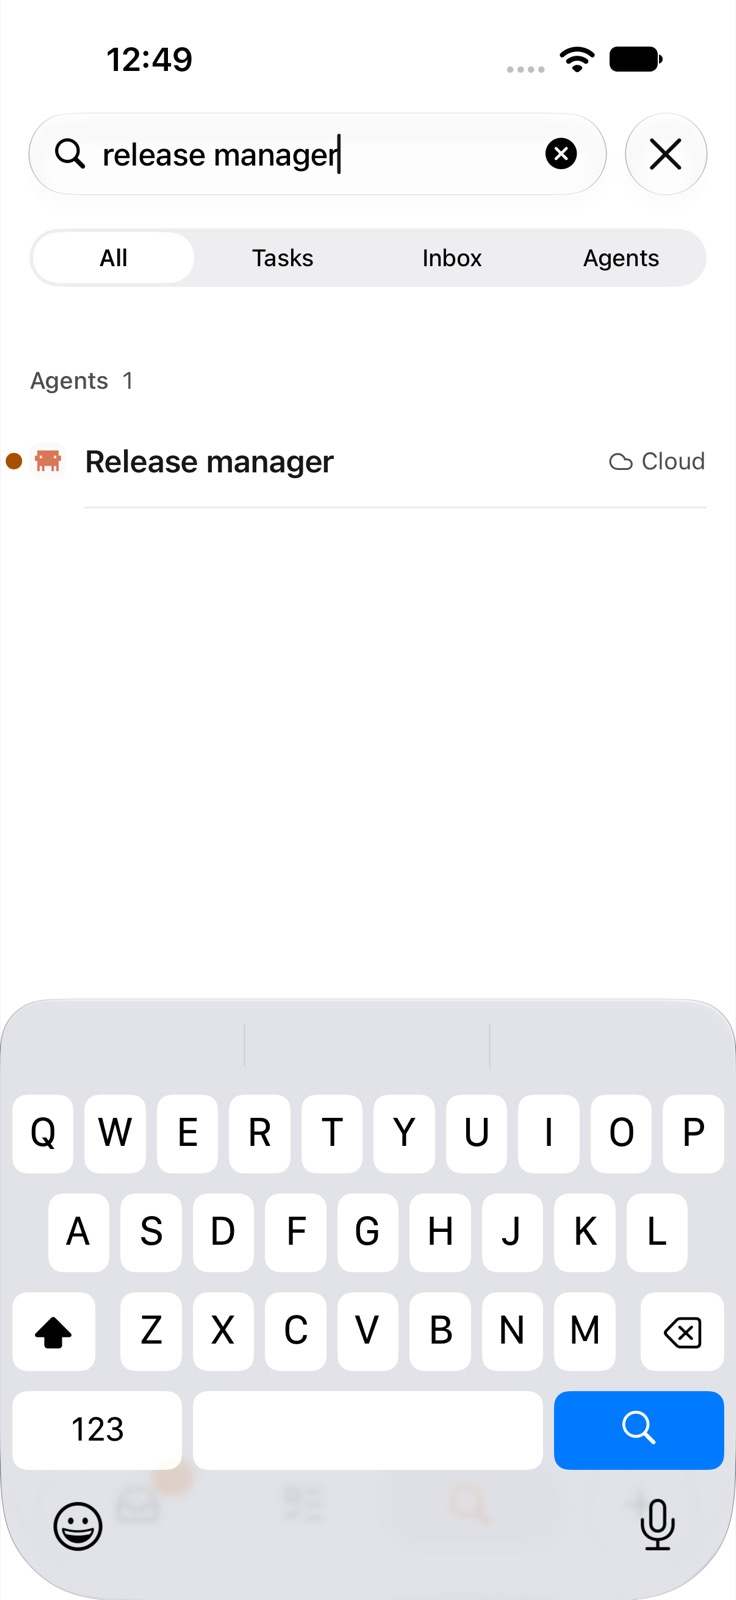 12:49
release manager
All Tasks Inbox Agents
Agents 1
Release manager Cloud
Q W E R T Y U I O P
A S D F G H J K L
Z X C V B N M
123